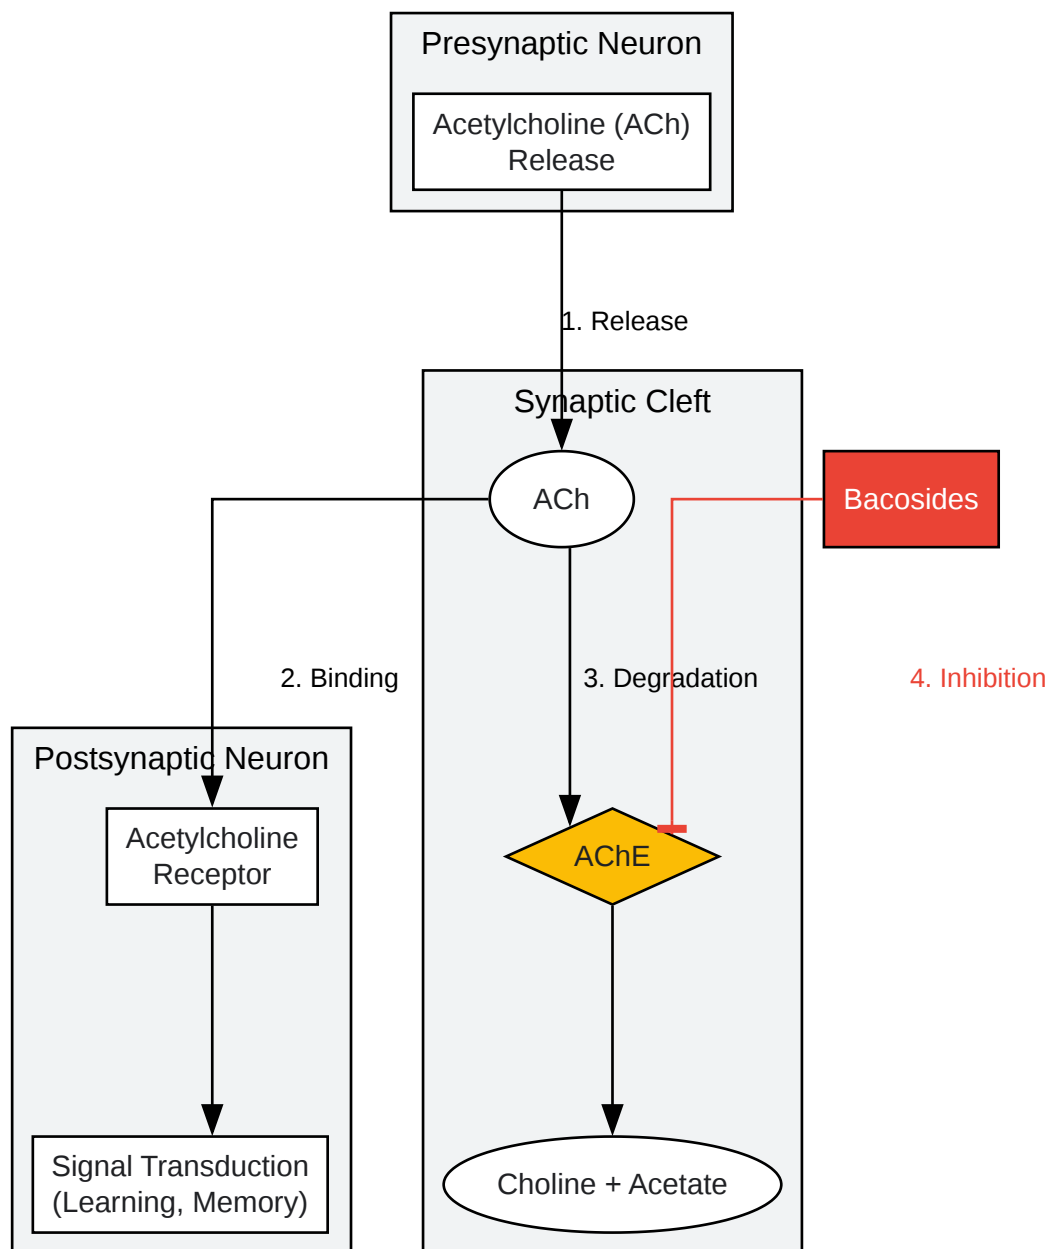 Presynaptic Neuron
Acetylcholine (ACh)
Release
1. Release
Synaptic Cleft
ACh
Bacosides
2. Binding
3. Degradation
4. Inhibition
Postsynaptic Neuron
Acetylcholine
Receptor
AChE
Signal Transduction
(Learning, Memory)
Choline + Acetate